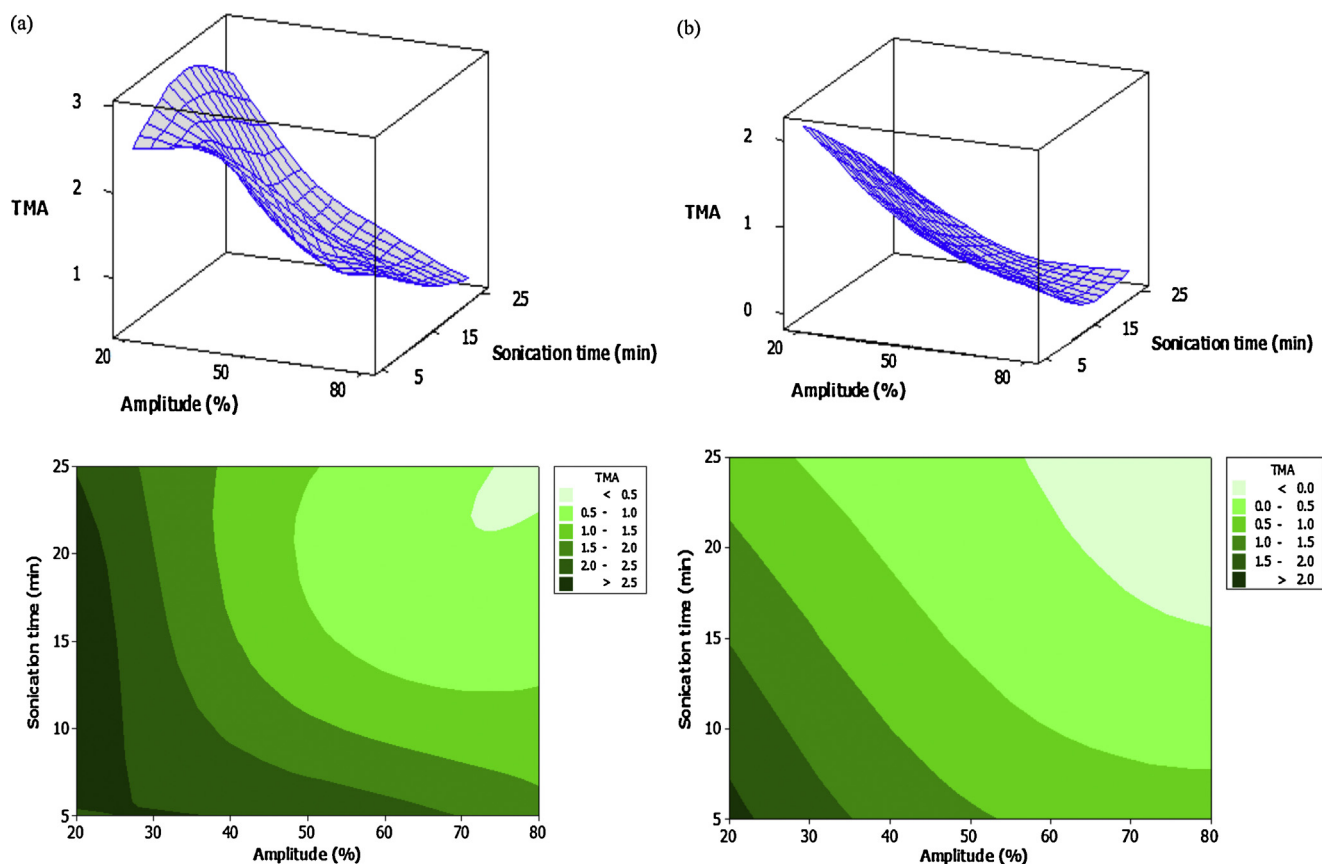 (a)
3
2
1
TMA
20
50
80
Amplitude (%)
5
15
25
Sonication time (min)
(b)
2
1
0
TMA
20
50
80
Amplitude (%)
5
15
25
Sonication time (min)
25
20
15
10
5
Sonication time (min)
20 30 40 50 60 70 80
Amplitude (%)
TMA
< 0.5
0.5 - 1.0
1.0 - 1.5
1.5 - 2.0
2.0 - 2.5
> 2.5
25
20
15
10
5
Sonication time (min)
20 30 40 50 60 70 80
Amplitude (%)
TMA
< 0.0
0.0 - 0.5
0.5 - 1.0
1.0 - 1.5
1.5 - 2.0
> 2.0